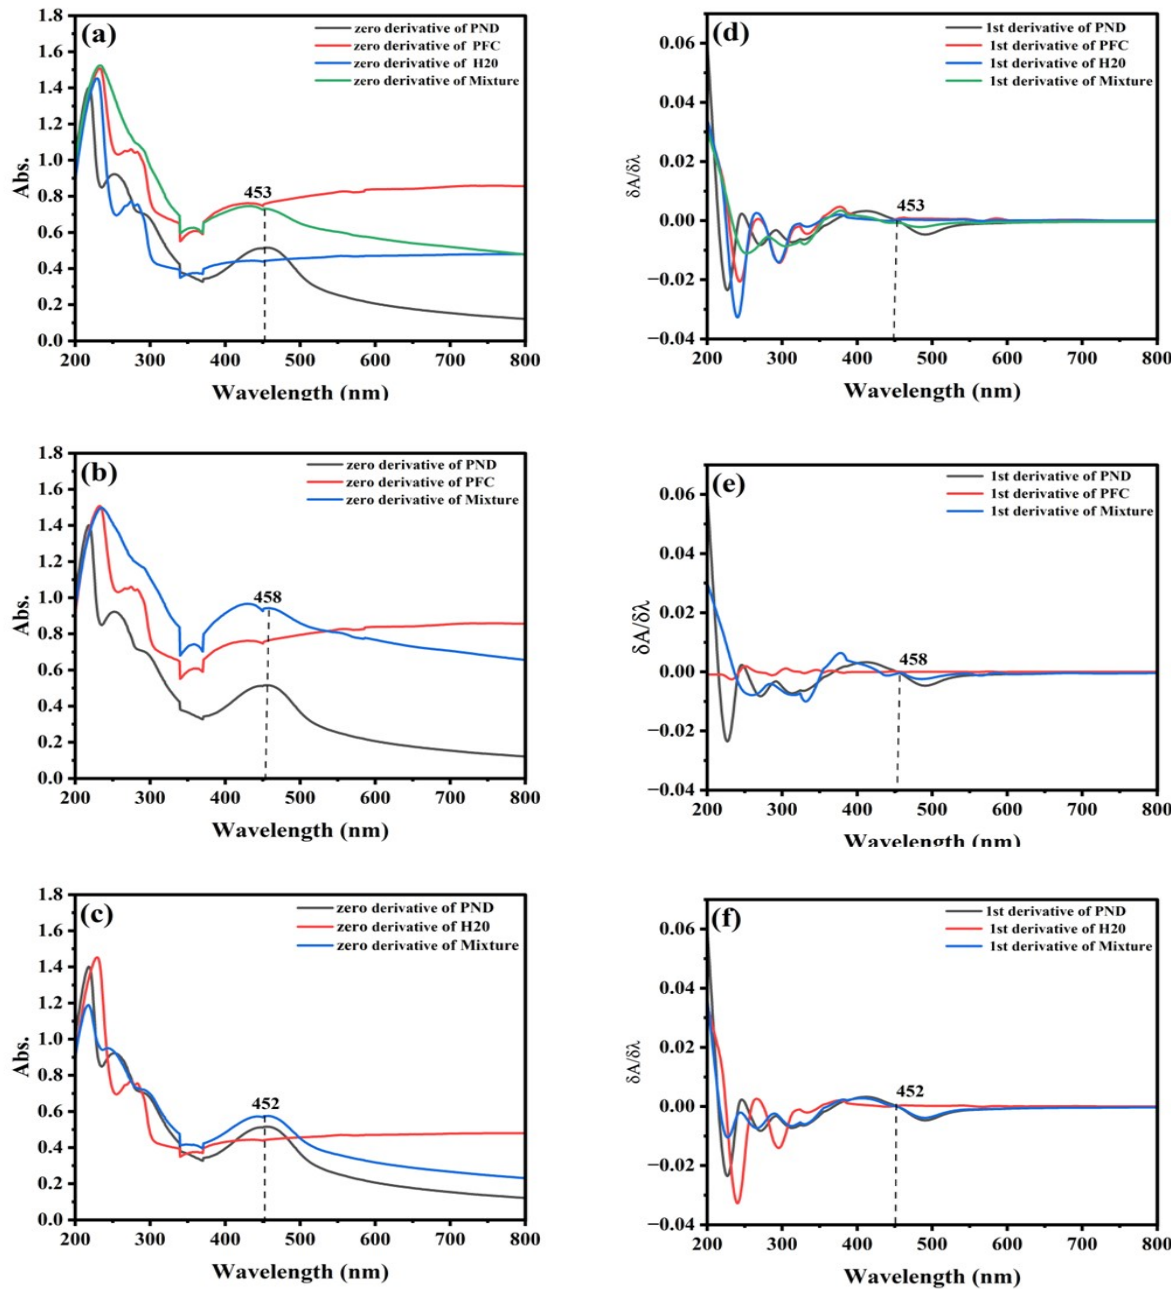 (a)
zero derivative of PND
zero derivative of PFC
zero derivative of H20
zero derivative of Mixture
453
1.8
1.6
1.4
1.2
1.0
0.8
0.6
0.4
0.2
0.0
Abs.
200 300 400 500 600 700 800
Wavelength (nm)
(d)
1st derivative of PND
1st derivative of PFC
1st derivative of H20
1st derivative of Mixture
453
0.06
0.04
0.02
0.00
−0.02
−0.04
δA/δλ
200 300 400 500 600 700 800
Wavelength (nm)
(b)
zero derivative of PND
zero derivative of PFC
zero derivative of Mixture
458
1.8
1.6
1.4
1.2
1.0
0.8
0.6
0.4
0.2
0.0
Abs.
200 300 400 500 600 700 800
Wavelength (nm)
(e)
1st derivative of PND
1st derivative of PFC
1st derivative of Mixture
458
0.06
0.04
0.02
0.00
−0.02
−0.04
δA/δλ
200 300 400 500 600 700 800
Wavelength (nm)
(c)
zero derivative of PND
zero derivative of H20
zero derivative of Mixture
452
1.8
1.6
1.4
1.2
1.0
0.8
0.6
0.4
0.2
0.0
Abs.
200 300 400 500 600 700 800
Wavelength (nm)
(f)
1st derivative of PND
1st derivative of H20
1st derivative of Mixture
452
0.06
0.04
0.02
0.00
−0.02
−0.04
δA/δλ
200 300 400 500 600 700 800
Wavelength (nm)